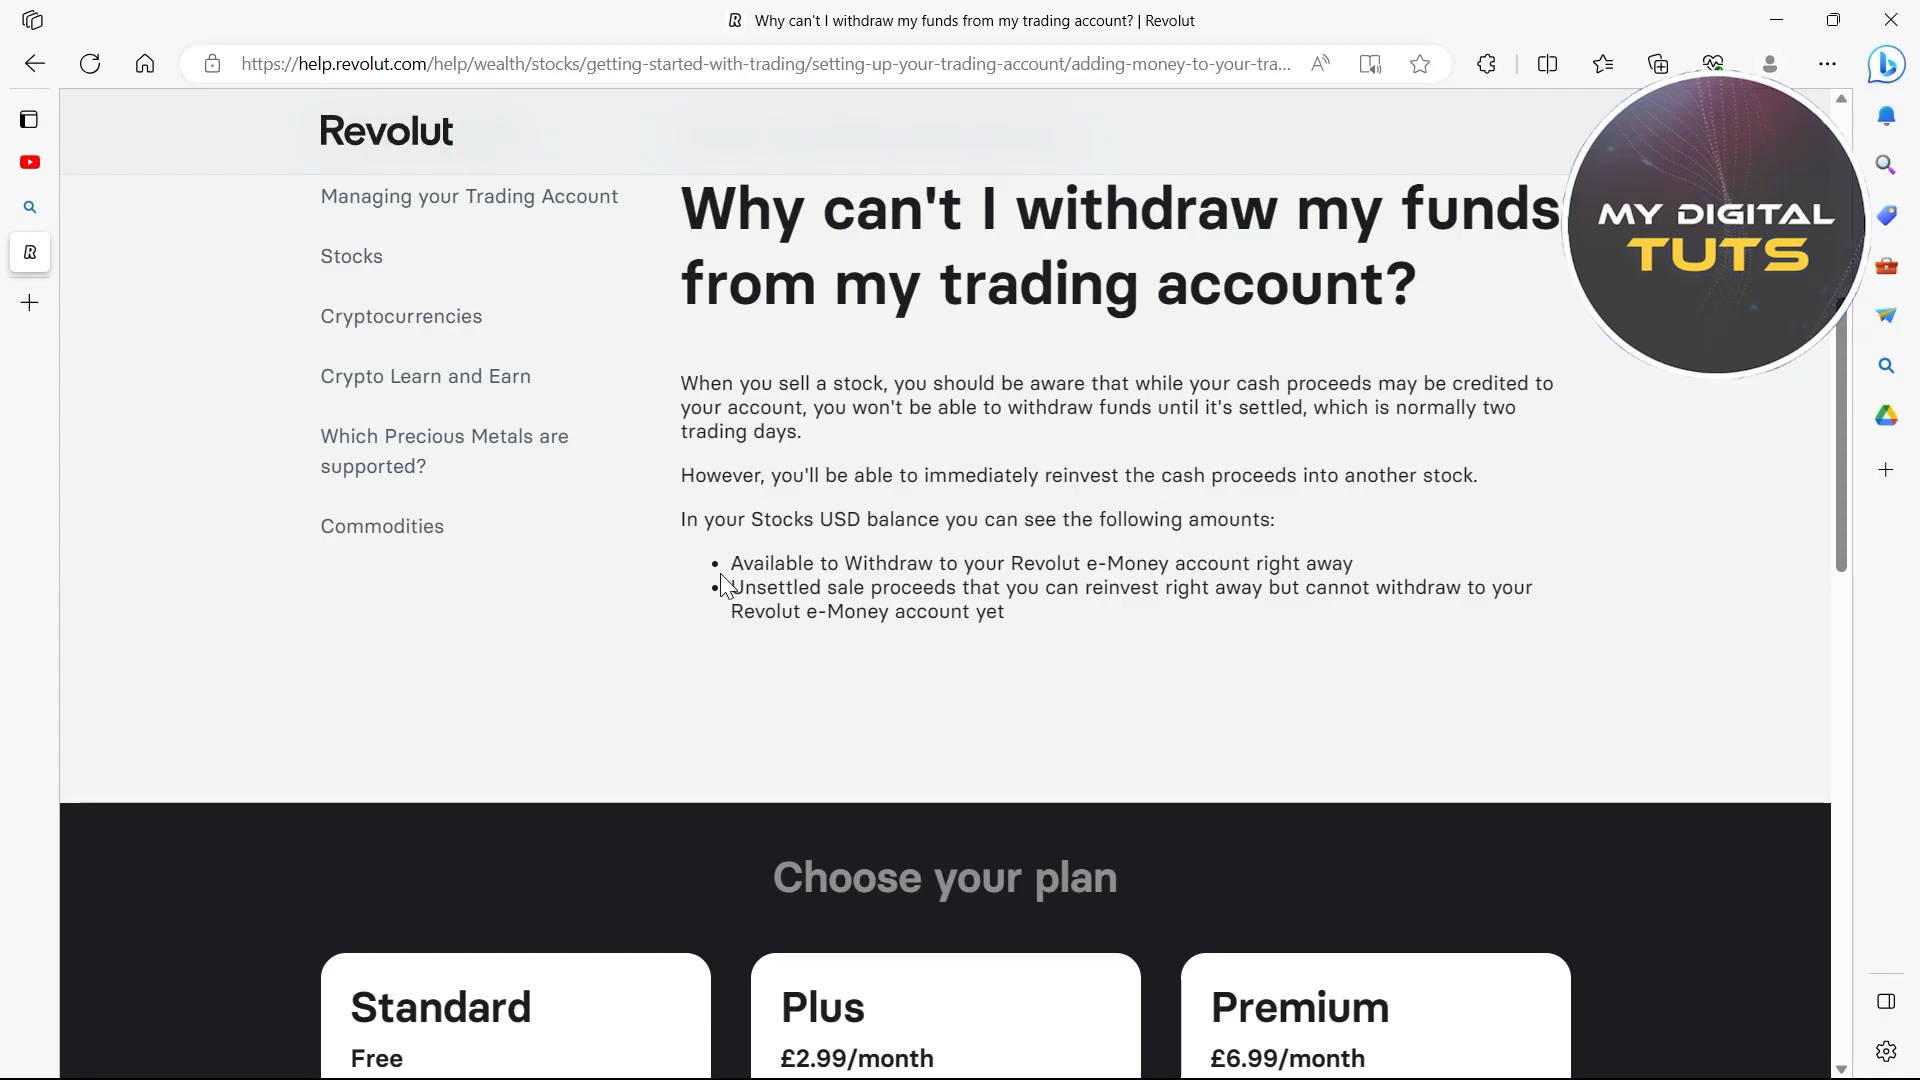 Why can't I withdraw my funds from my trading account? | Revolut
https://help.revolut.com/help/wealth/stocks/getting-started-with-trading/setting-up-your-trading-account/adding-money-to-your-tra...
Revolut
Managing your Trading Account
Stocks
Cryptocurrencies
Crypto Learn and Earn
Which Precious Metals are
supported?
Commodities
Why can't I withdraw my funds
from my trading account?
When you sell a stock, you should be aware that while your cash proceeds may be credited to
your account, you won't be able to withdraw funds until it's settled, which is normally two
trading days.
However, you'll be able to immediately reinvest the cash proceeds into another stock.
In your Stocks USD balance you can see the following amounts:
• Available to Withdraw to your Revolut e-Money account right away
• Unsettled sale proceeds that you can reinvest right away but cannot withdraw to your
Revolut e-Money account yet
MY DIGITAL
TUTS
Choose your plan
Standard
Free
Plus
£2.99/month
Premium
£6.99/month